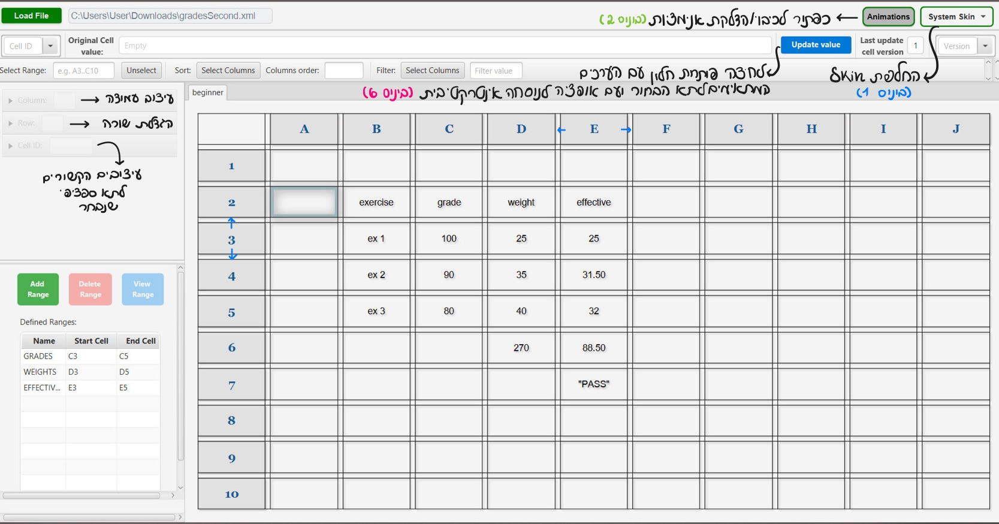 Load File C:\Users\User\Downloads\gradesSecond.xml כפתור לכיבוי/הדלקת אנימציות (בונוס 2) Animations System Skin
Cell ID Original Cell value: Empty Update value Last update cell version 1 Version
Select Range: e.g. A3..C10 Unselect Sort: Select Columns Columns order: Filter: Select Columns Filter value
לחיצה פותחת חלון עם הערכים
המתאימים לתא הבחור ועם אופציה לנוסחה אינטרקטיבית (בונוס 6)
החלפת Skin
(בונוס 1)
Column: עיצוב עמודה
Row: הגדלת שורה
Cell ID:
עיצובים הקשורים
לתא ספציפי
שנבחר
beginner
A B C D E F G H I J
1
2 exercise grade weight effective
3 ex 1 100 25 25
4 ex 2 90 35 31.50
5 ex 3 80 40 32
6 270 88.50
7 "PASS"
8
9
10
Add Range Delete Range View Range
Defined Ranges:
Name Start Cell End Cell
GRADES C3 C5
WEIGHTS D3 D5
EFFECTIV... E3 E5